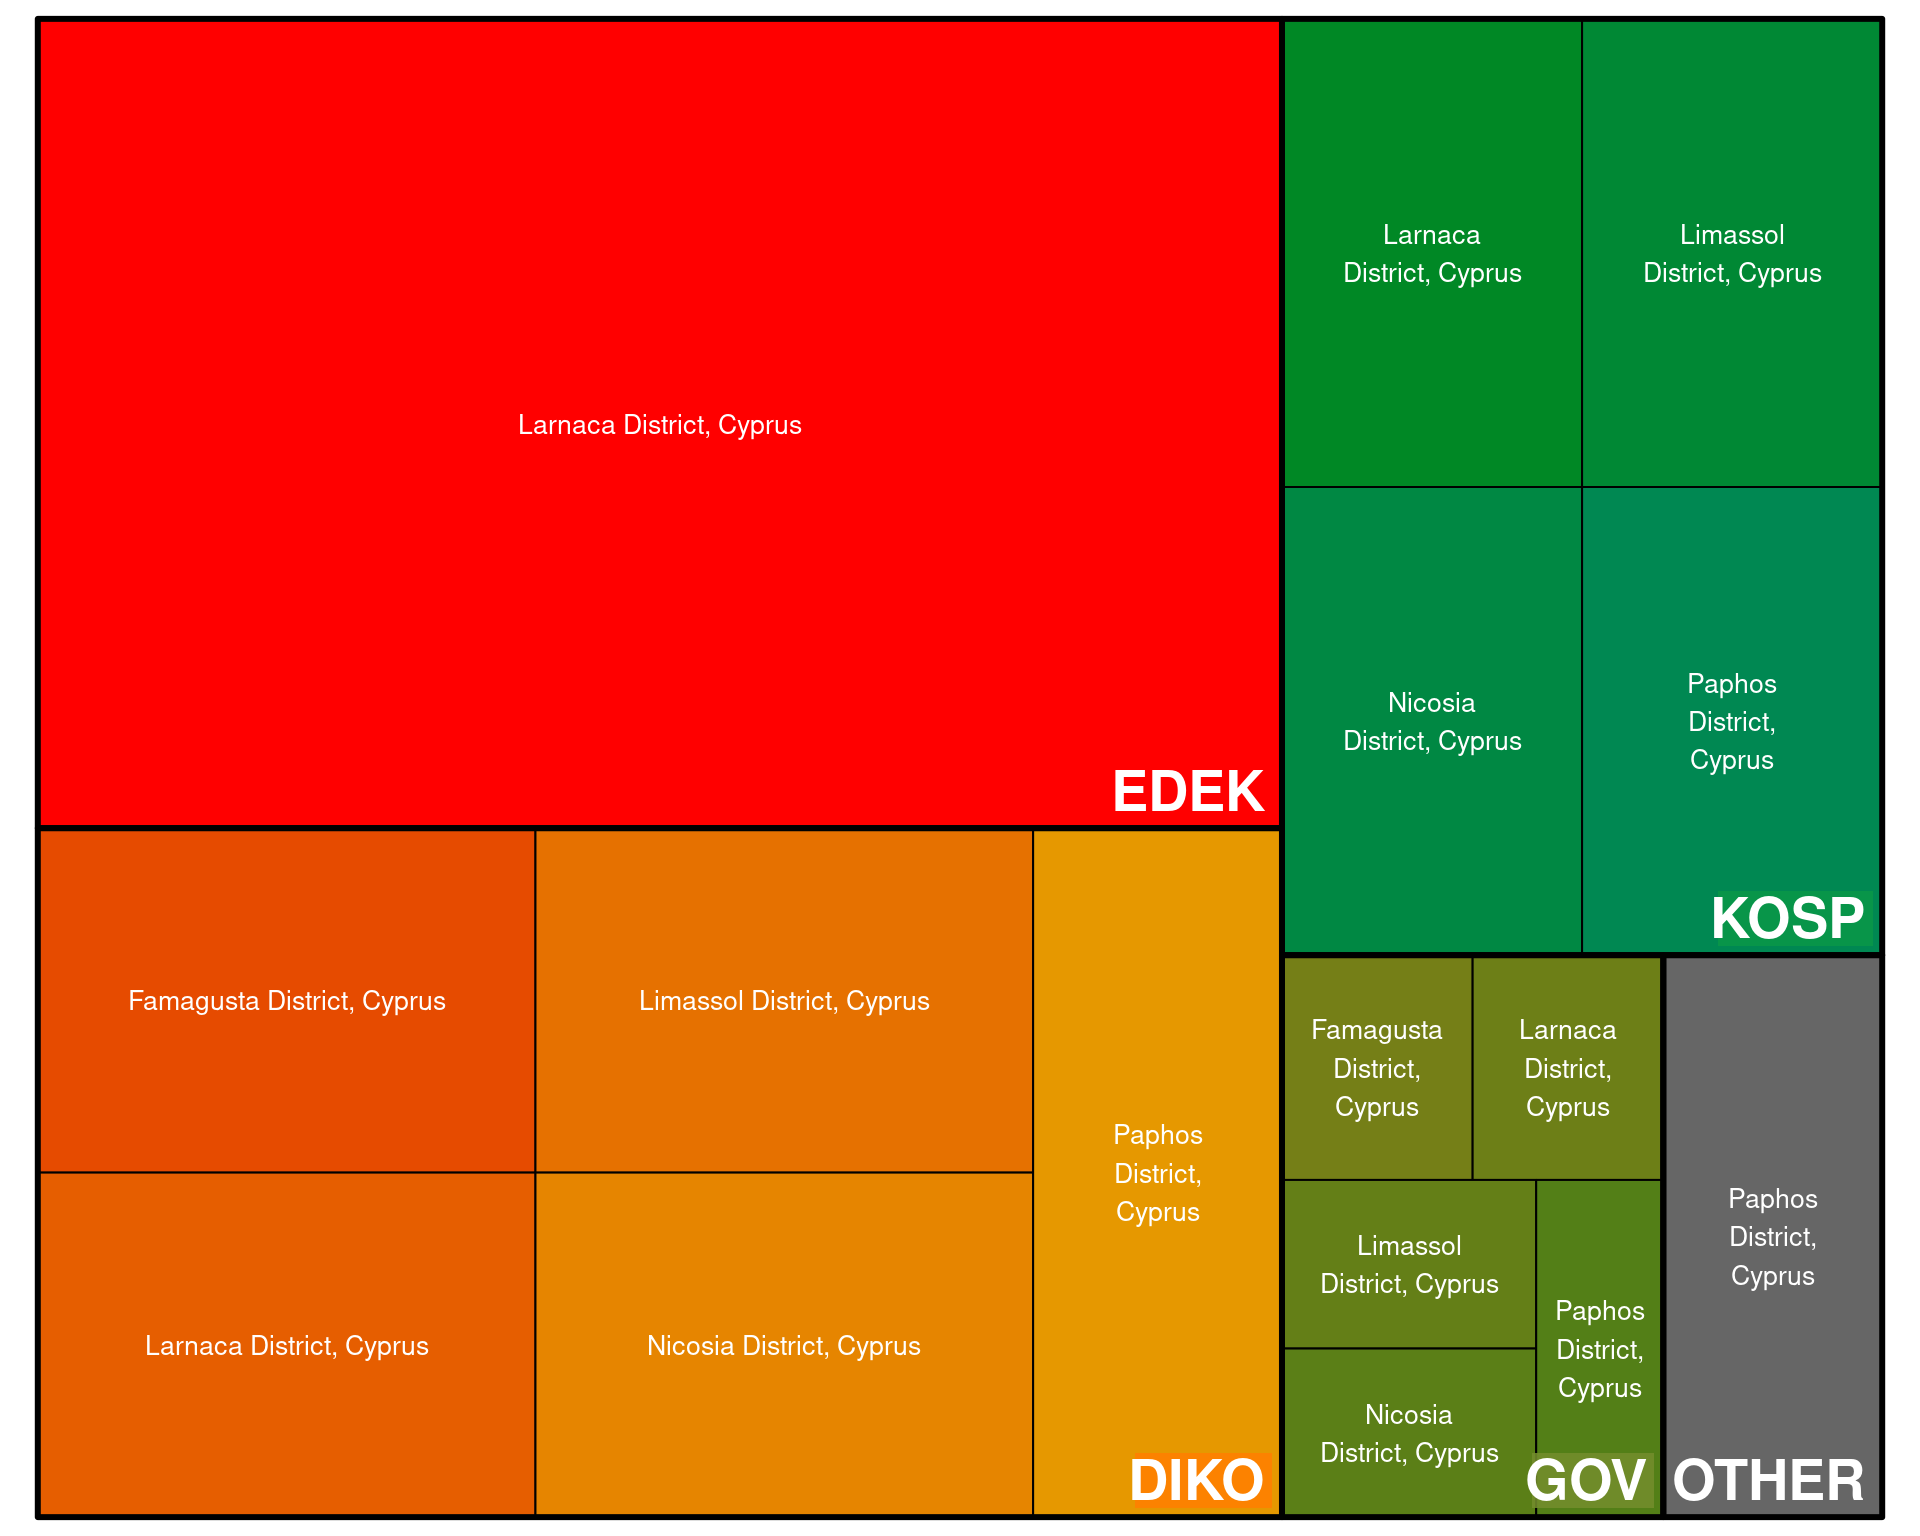 Larnaca District, Cyprus
EDEK
Famagusta District, Cyprus
Limassol District, Cyprus
Larnaca District, Cyprus
Nicosia District, Cyprus
Paphos
District,
Cyprus
DIKO
Larnaca
District, Cyprus
Limassol
District, Cyprus
Nicosia
District, Cyprus
Paphos
District,
Cyprus
KOSP
Famagusta
District,
Cyprus
Larnaca
District,
Cyprus
Limassol
District, Cyprus
Nicosia
District, Cyprus
Paphos
District,
Cyprus
GOV
Paphos
District,
Cyprus
OTHER